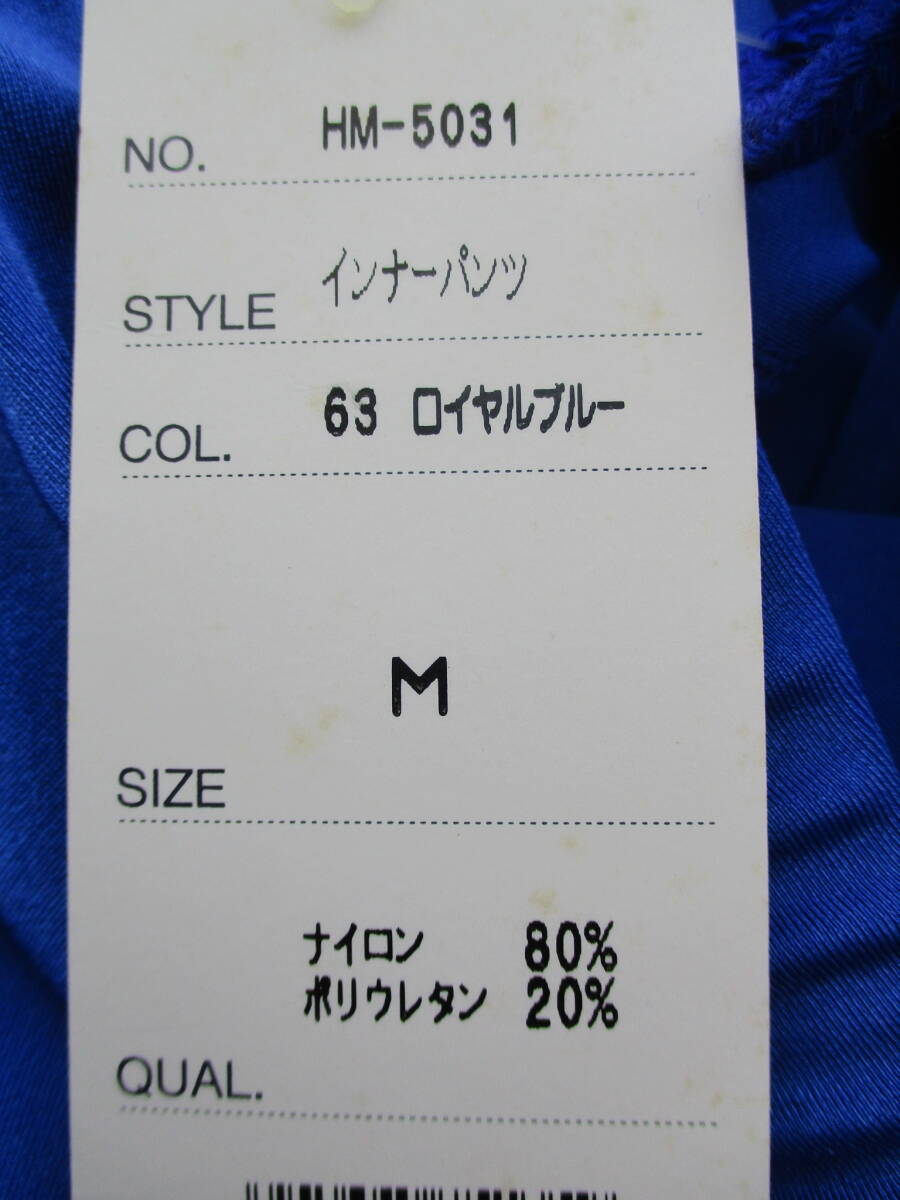 NO. HM-5031
STYLE インナーパンツ
COL. 63 ロイヤルブルー
SIZE M
ナイロン 80%
ポリウレタン 20%
QUAL.